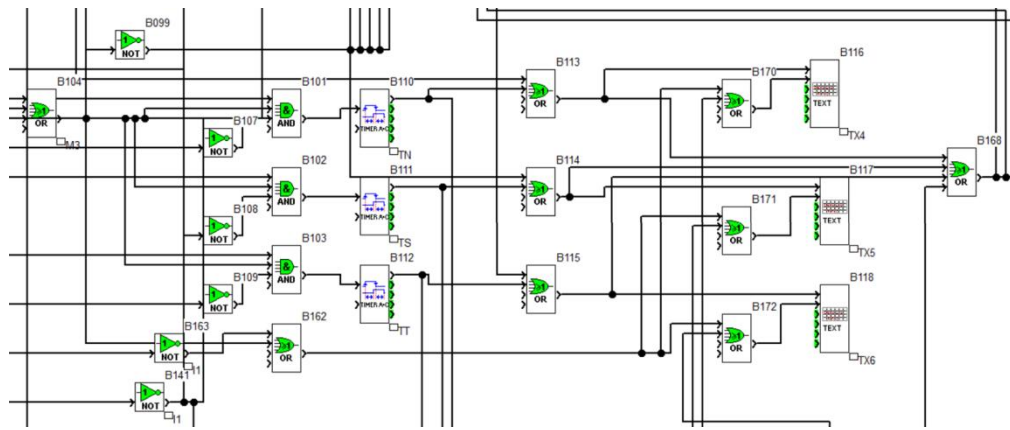 B099
NOT
B104
OR
M3
B101
AND
B110
TIMER A-C
TN
B107
NOT
B102
AND
B111
TIMER A-C
TS
B108
NOT
B103
AND
B112
TIMER A-C
TT
B109
NOT
B163
NOT
I1
B162
OR
B141
NOT
I1
B113
OR
B114
OR
B115
OR
B170
OR
B116
TEXT
TX4
B171
OR
B117
TEXT
TX5
B172
OR
B118
TEXT
TX6
B168
OR